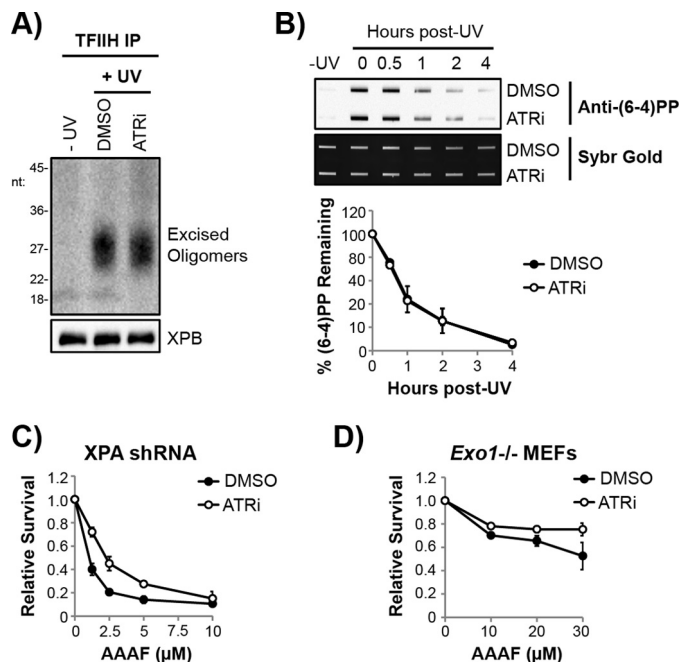 A)
TFIIH IP
+ UV
- UV
DMSO
ATRi
nt:
45-
36-
27-
22-
18-
Excised
Oligomers
XPB
B)
Hours post-UV
-UV 0 0.5 1 2 4
DMSO
ATRi
Anti-(6-4)PP
DMSO
ATRi
Sybr Gold
% (6-4)PP Remaining
120
100
80
60
40
20
10
0
0 1 2 3 4
Hours post-UV
DMSO
ATRi
C)
XPA shRNA
DMSO
ATRi
Relative Survival
1.2
1.0
0.8
0.6
0.4
0.2
0
0 2.5 5 7.5 10
AAAF (µM)
D)
Exo1-/- MEFs
DMSO
ATRi
Relative Survival
1.2
1.0
0.8
0.6
0.4
0.2
0
0 10 20 30
AAAF (µM)